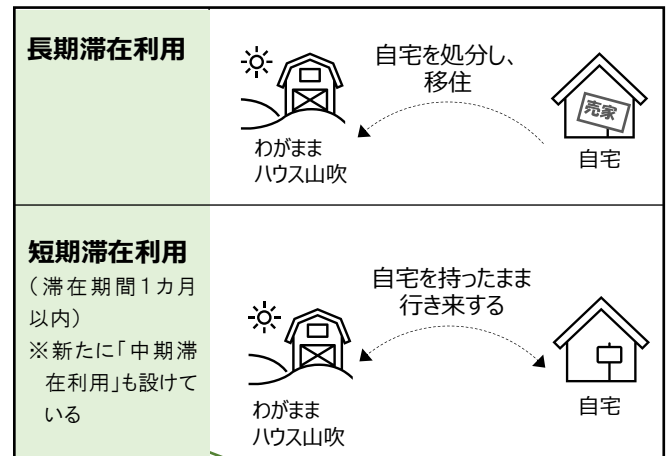 長期滞在利用
自宅を処分し、
移住
売家
わがまま
ハウス山吹
自宅
短期滞在利用
（滞在期間1カ月
以内）
※新たに「中期滞
在利用」も設けて
いる
自宅を持ったまま
行き来する
わがまま
ハウス山吹
自宅